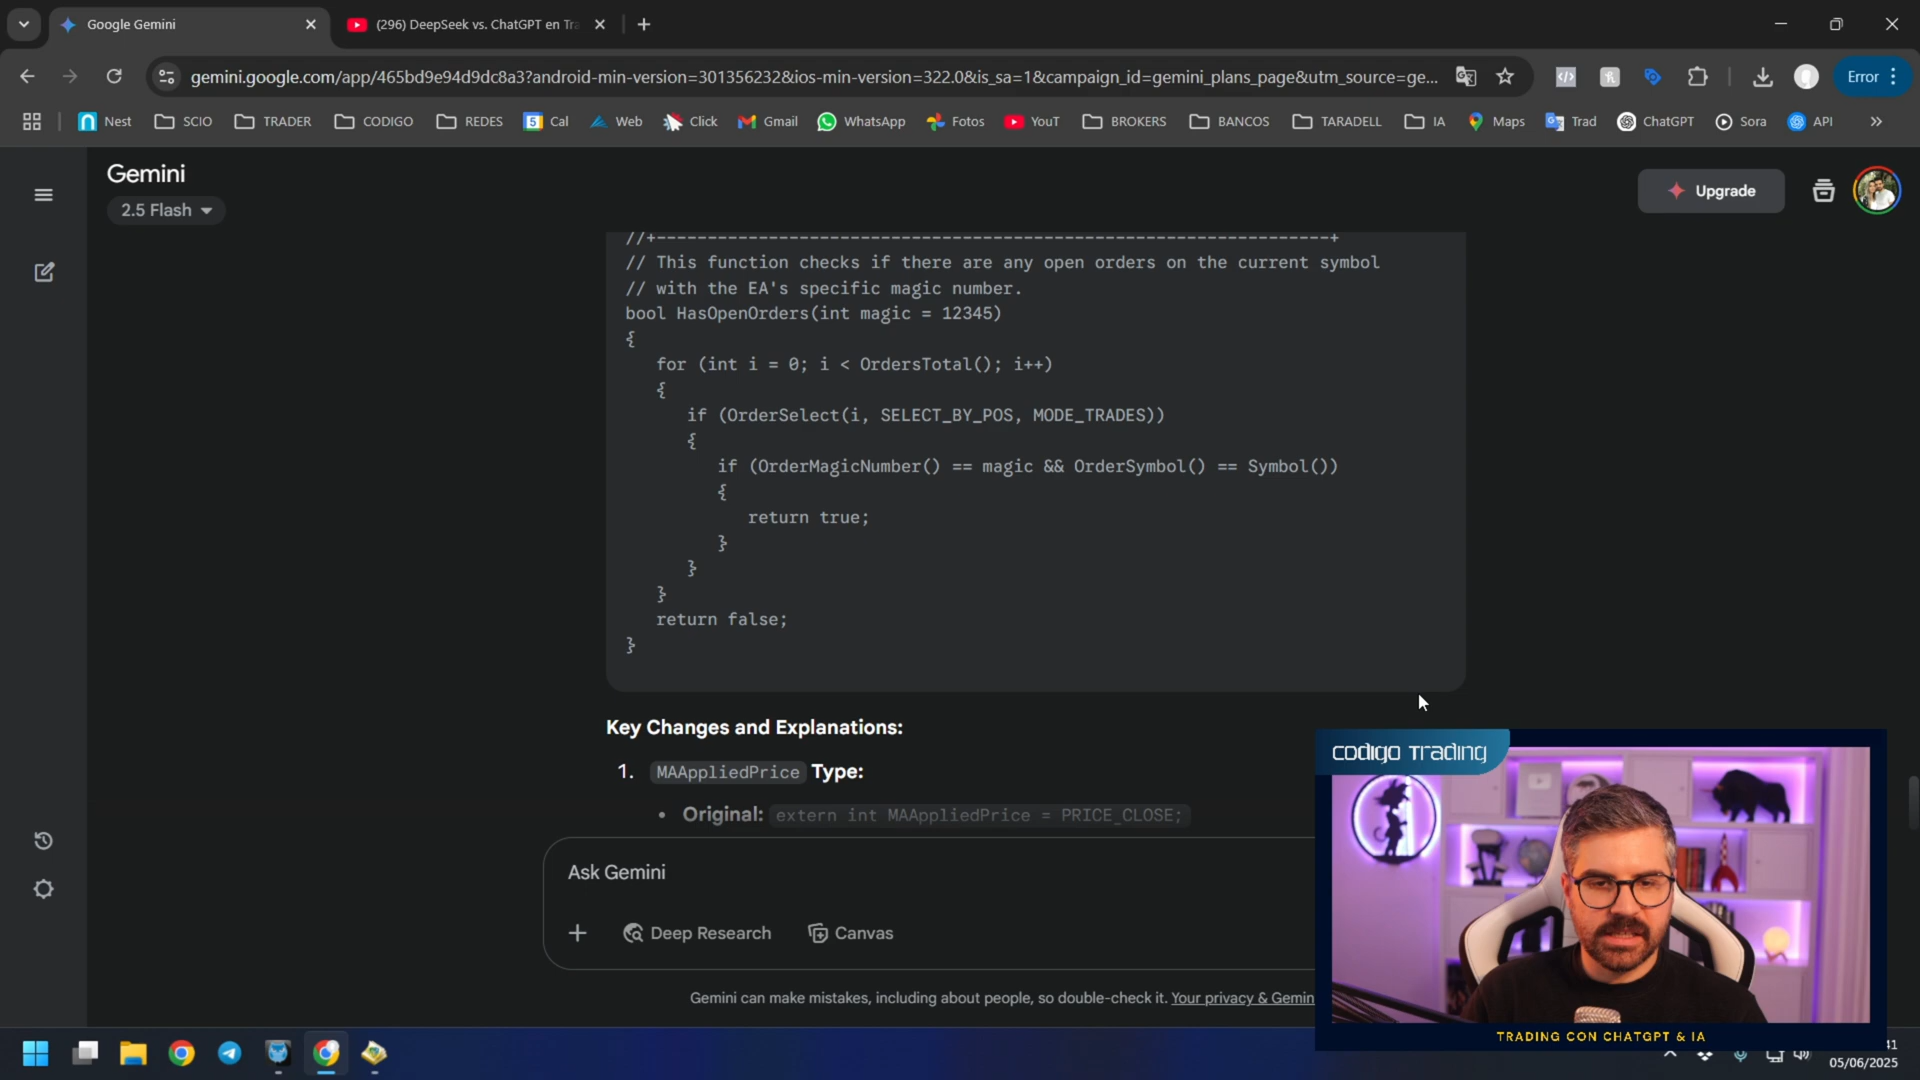 Google Gemini
(296) DeepSeek vs. ChatGPT en Tra
gemini.google.com/app/465bd9e94d9dc8a3?android-min-version=301356232&ios-min-version=322.0&is_sa=1&campaign_id=gemini_plans_page&utm_source=ge...
Error
Nest SCIO TRADER CODIGO REDES 5 Cal Web Click Gmail WhatsApp Fotos YouT BROKERS BANCOS TARADELL IA Maps Trad ChatGPT Sora API »
Gemini
2.5 Flash
Upgrade
//+------------------------------------------------------------------+
// This function checks if there are any open orders on the current symbol
// with the EA's specific magic number.
bool HasOpenOrders(int magic = 12345)
{
for (int i = 0; i < OrdersTotal(); i++)
{
if (OrderSelect(i, SELECT_BY_POS, MODE_TRADES))
{
if (OrderMagicNumber() == magic && OrderSymbol() == Symbol())
{
return true;
}
}
}
return false;
}
Key Changes and Explanations:
1. MAAppliedPrice Type:
• Original: extern int MAAppliedPrice = PRICE_CLOSE;
Ask Gemini
Deep Research Canvas
Gemini can make mistakes, including about people, so double-check it. Your privacy & Gemin
codigo Trading
TRADING CON CHATGPT & IA
41
05/06/2025